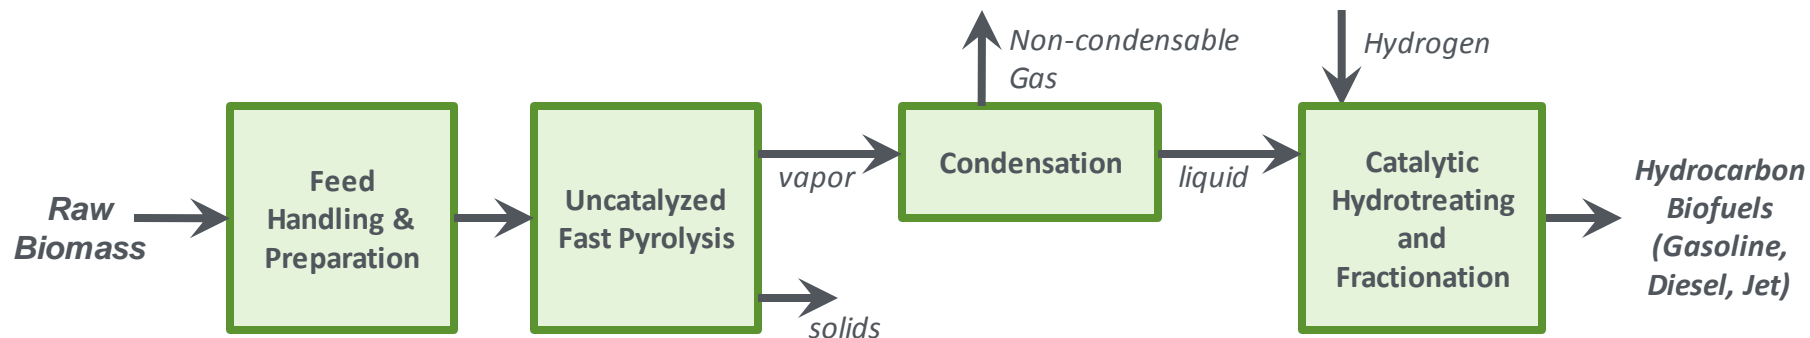 Raw
Biomass
Feed
Handling &
Preparation
Uncatalyzed
Fast Pyrolysis
vapor
solids
Non-condensable
Gas
Condensation
liquid
Hydrogen
Catalytic
Hydrotreating
and
Fractionation
Hydrocarbon
Biofuels
(Gasoline,
Diesel, Jet)